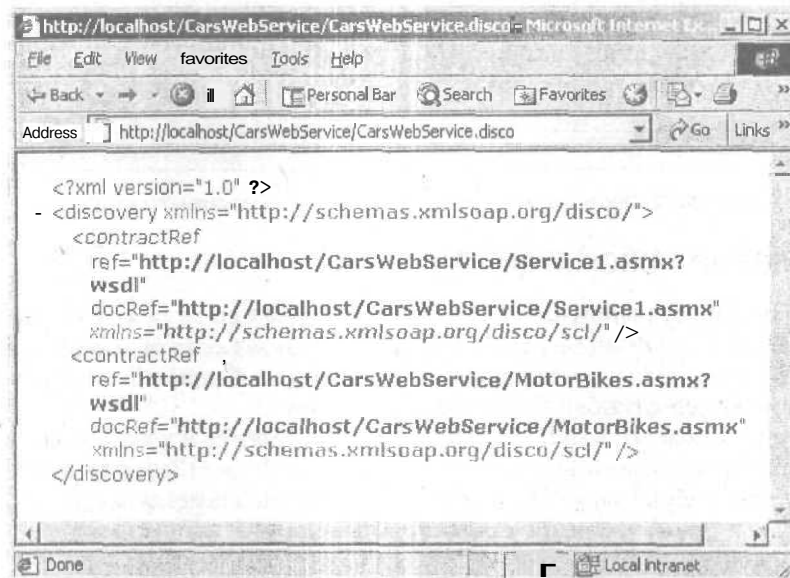 http://localhost/CarsWebService/CarsWebService.disco - Microsoft Internet Ex
File Edit View favorites Tools Help
Back Personal Bar Search Favorites »
Address http://localhost/CarsWebService/CarsWebService.disco Go Links »
<?xml version="1.0" ?>
- <discovery xmlns="http://schemas.xmlsoap.org/disco/">
<contractRef
ref="http://localhost/CarsWebService/Service1.asmx?
wsdl"
docRef="http://localhost/CarsWebService/Service1.asmx"
xmlns="http://schemas.xmlsoap.org/disco/scl/" />
<contractRef
ref="http://localhost/CarsWebService/MotorBikes.asmx?
wsdl"
docRef="http://localhost/CarsWebService/MotorBikes.asmx"
xmlns="http://schemas.xmlsoap.org/disco/scl/" />
</discovery>
Done Local intranet